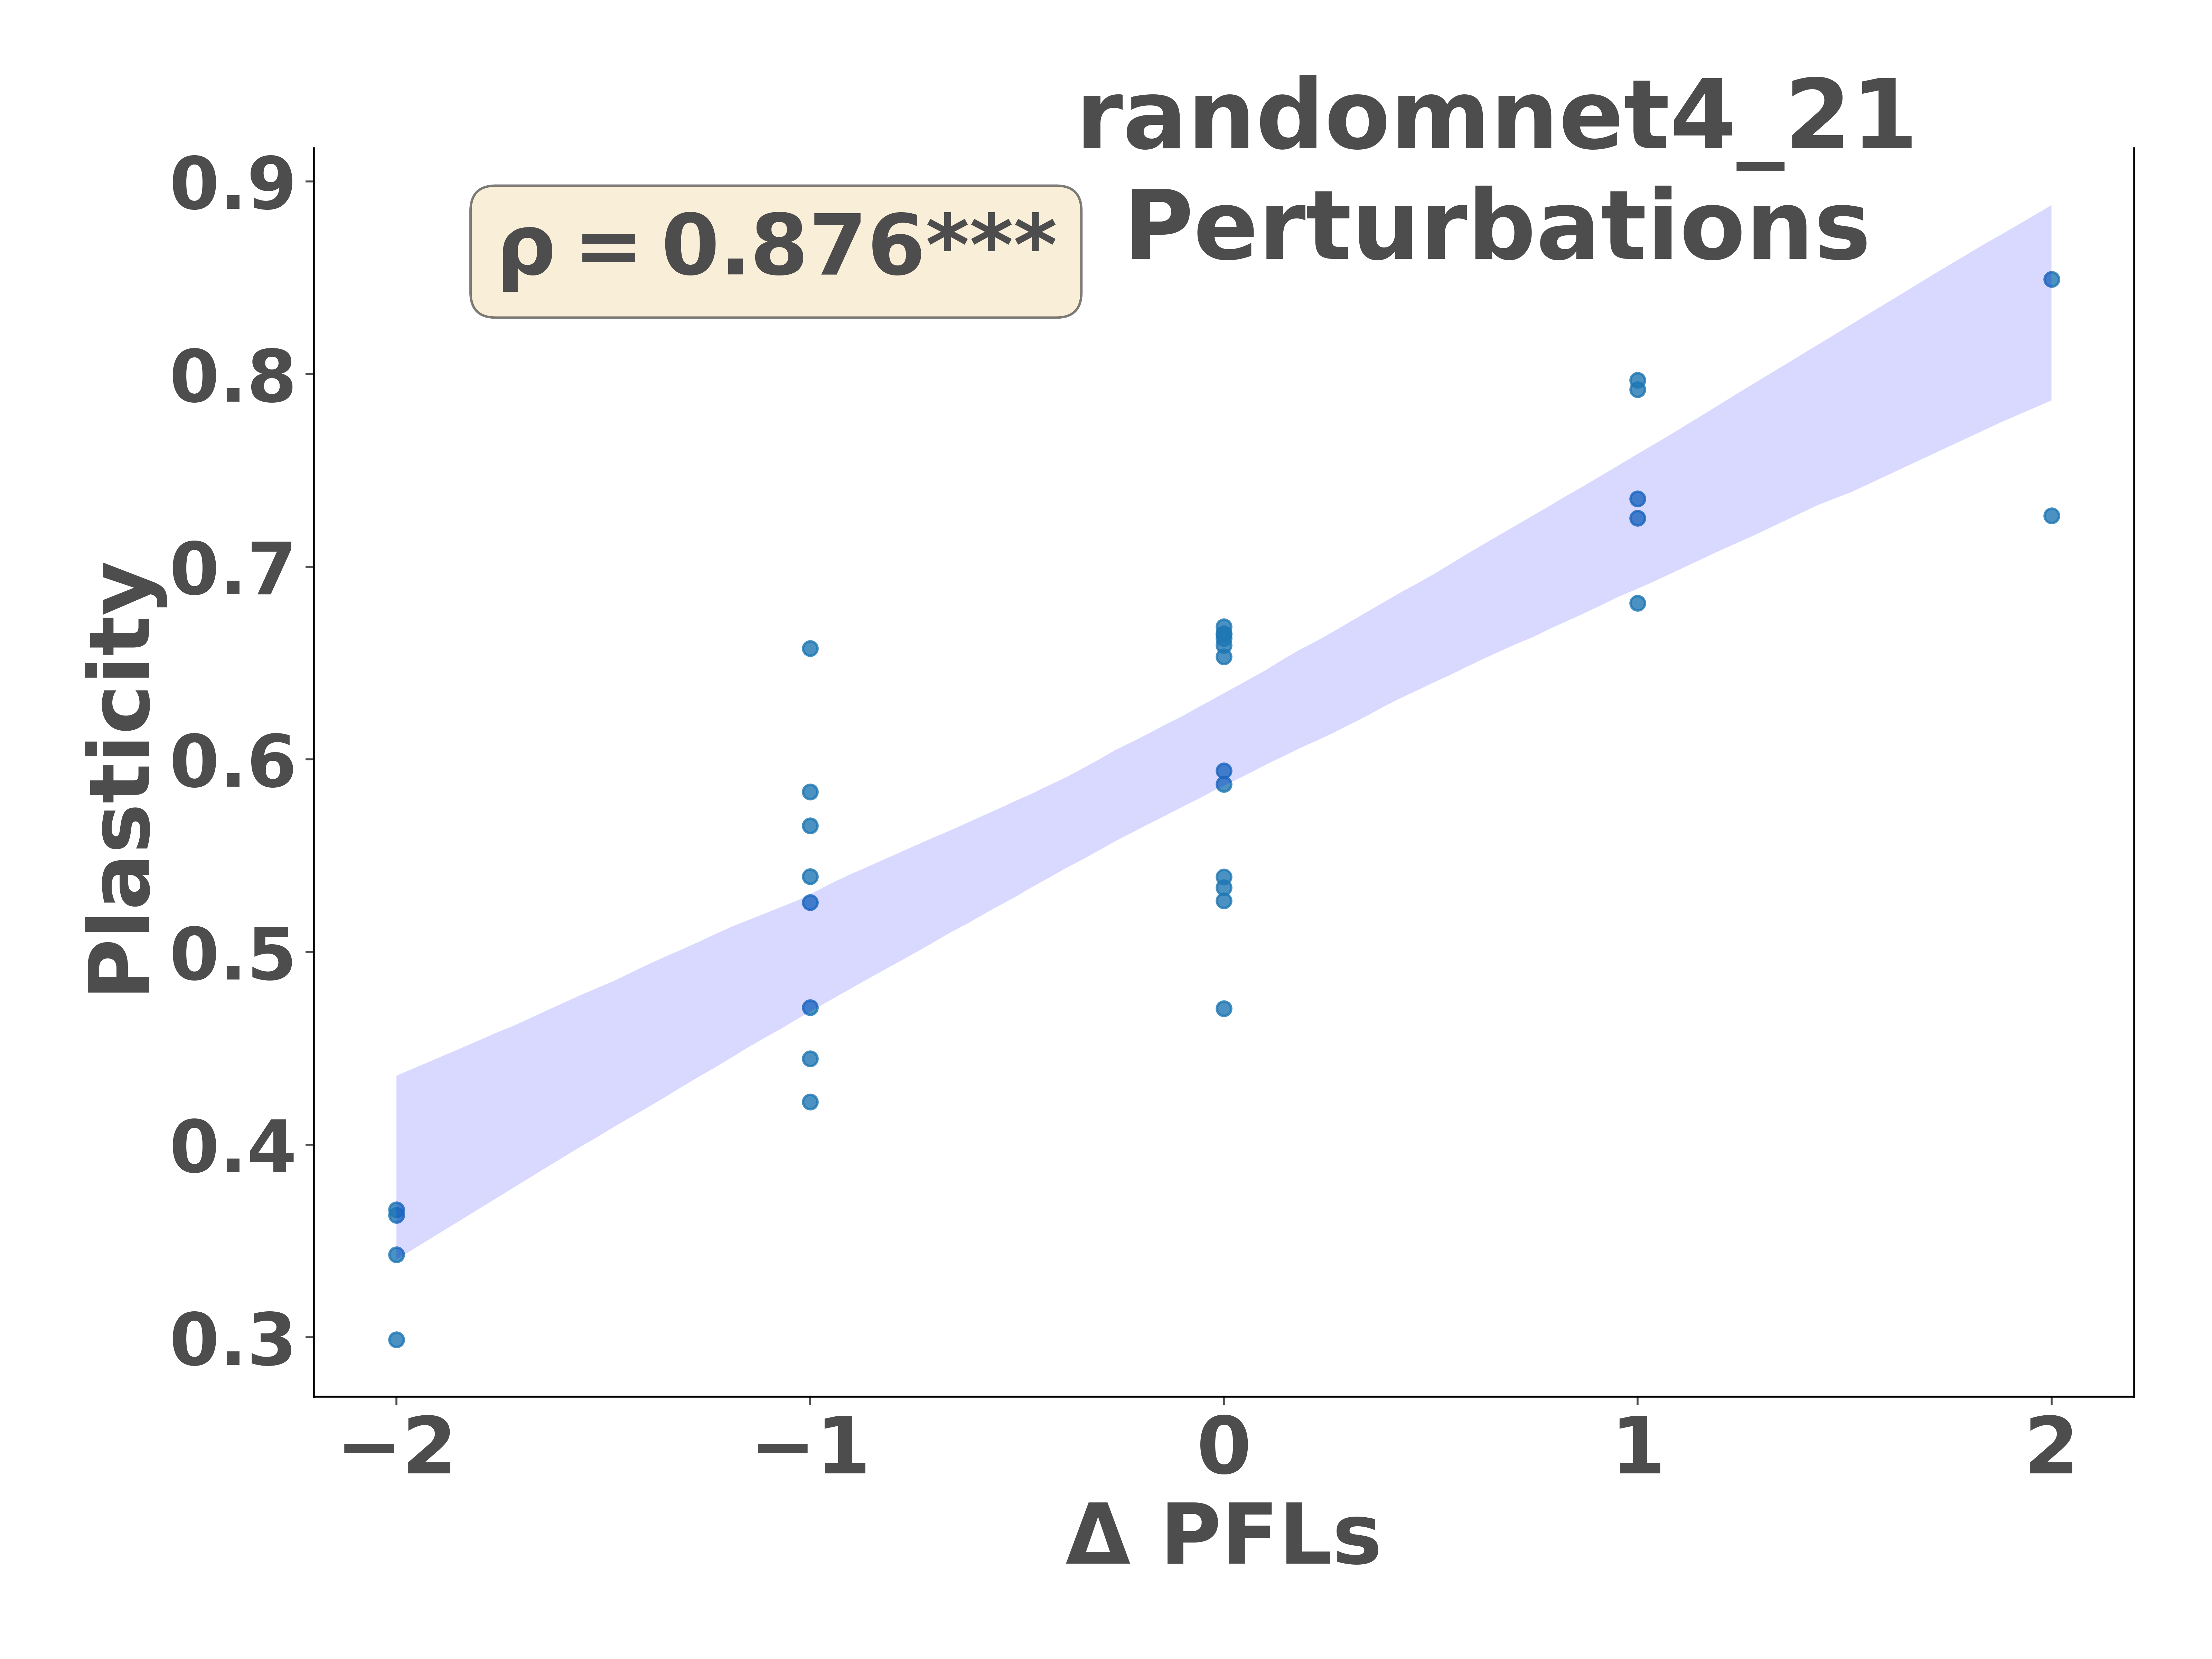 randomnet4_21
Perturbations
ρ = 0.876***
Plasticity
0.9
0.8
0.7
0.6
0.5
0.4
0.3
−2
−1
0
1
2
Δ PFLs